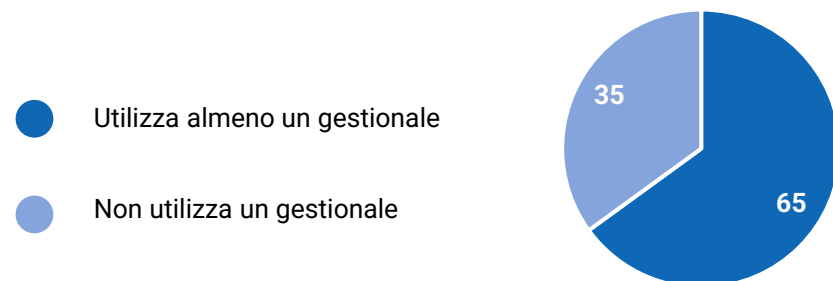 Utilizza almeno un gestionale
Non utilizza un gestionale
35
65